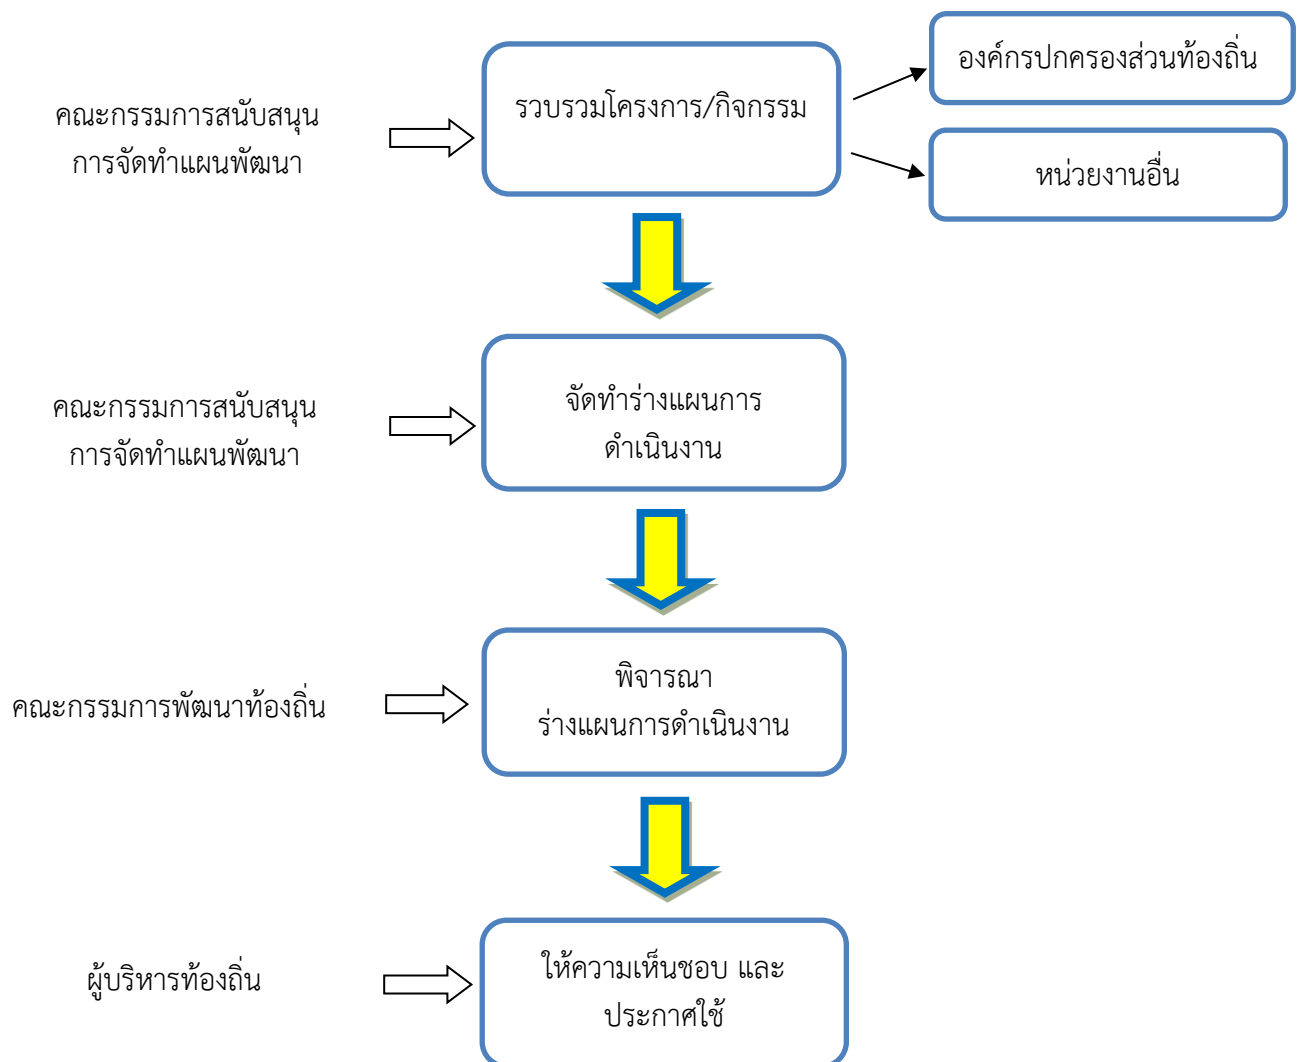 คณะกรรมการสนับสนุน
การจัดทำแผนพัฒนา
รวบรวมโครงการ/กิจกรรม
องค์กรปกครองส่วนท้องถิ่น
หน่วยงานอื่น
คณะกรรมการสนับสนุน
การจัดทำแผนพัฒนา
จัดทำร่างแผนการ
ดำเนินงาน
คณะกรรมการพัฒนาท้องถิ่น
พิจารณา
ร่างแผนการดำเนินงาน
ผู้บริหารท้องถิ่น
ให้ความเห็นชอบ และ
ประกาศใช้